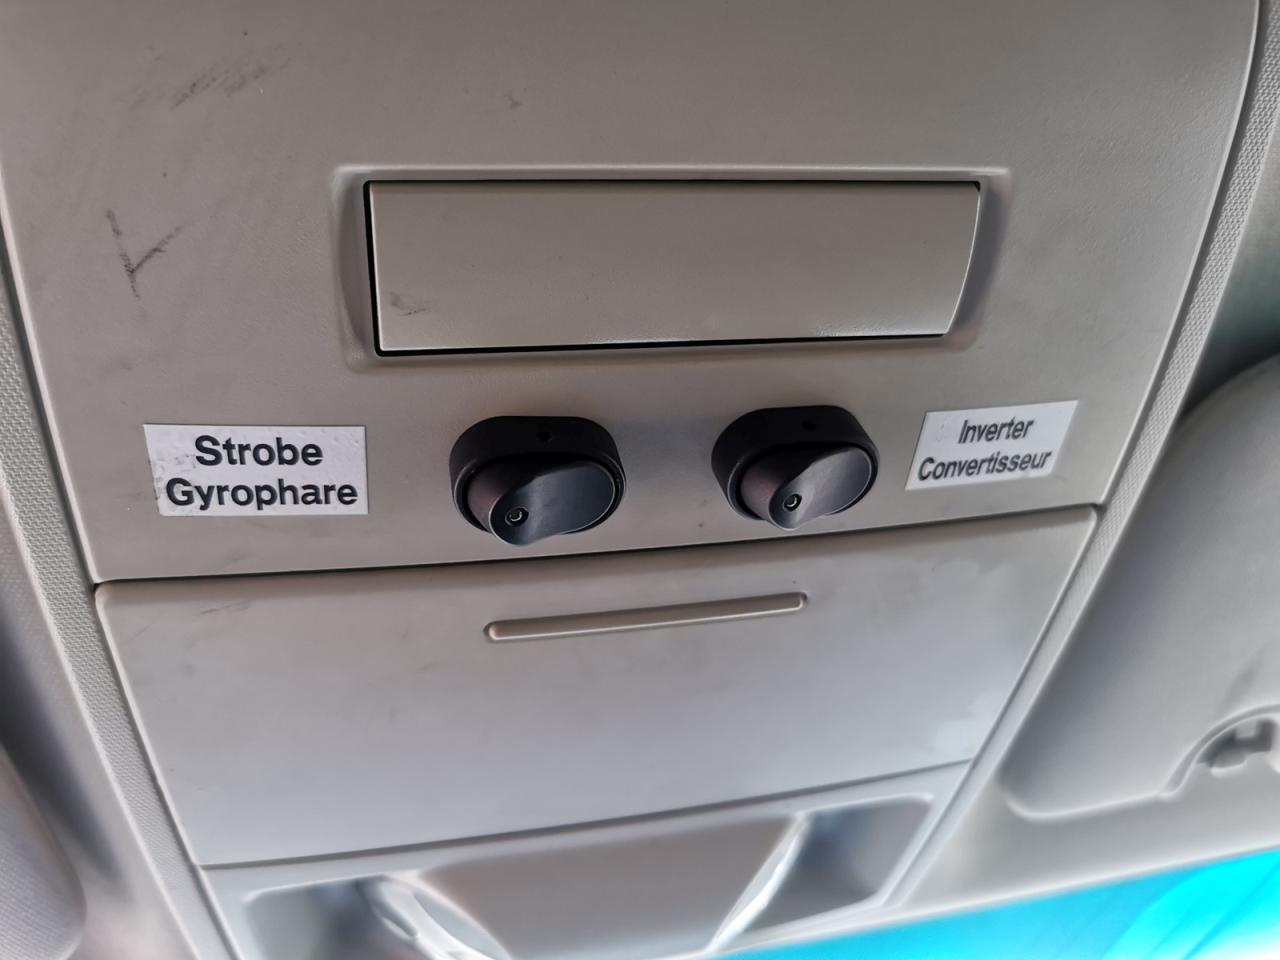 Strobe
Gyrophare
Inverter
Convertisseur